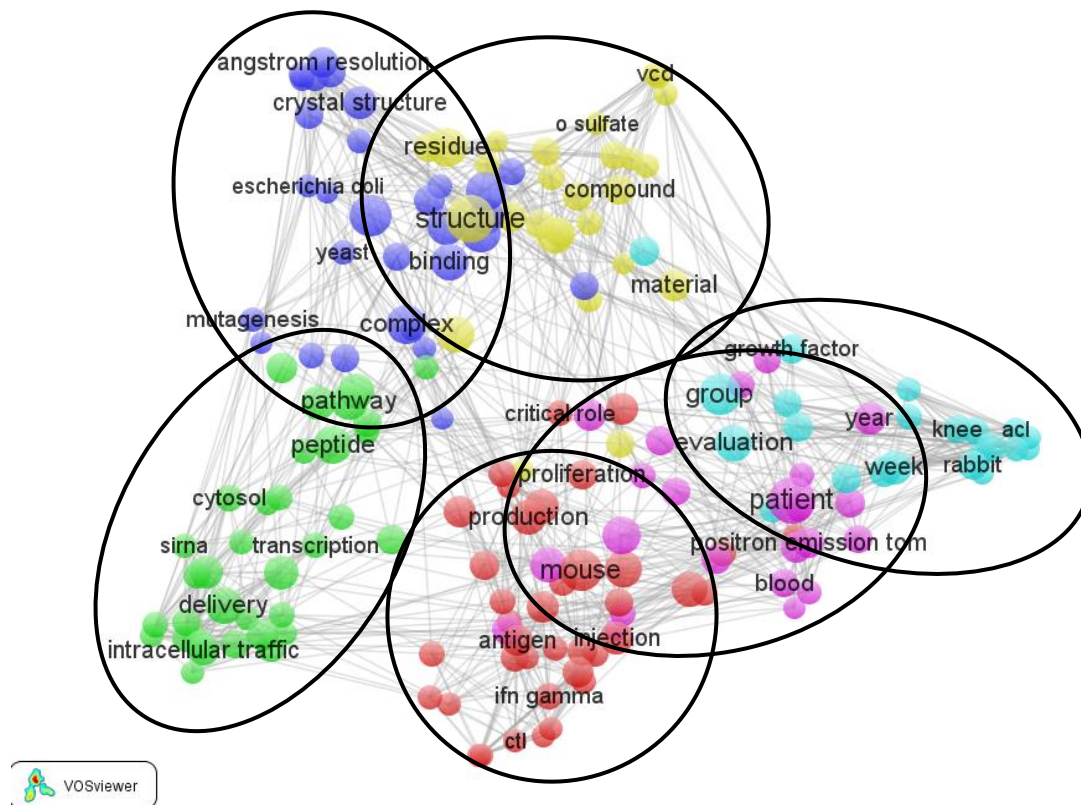 angstrom resolution
vcd
crystal structure
o sulfate
residue
escherichia coli
compound
structure
yeast
binding
material
mutagenesis
complex
growth factor
pathway
group
critical role
year
peptide
evaluation
knee
acl
proliferation
week
rabbit
cytosol
production
patient
sirna
transcription
positron emission tom
mouse
blood
delivery
antigen
injection
intracellular traffic
ifn gamma
ctl
VOSviewer